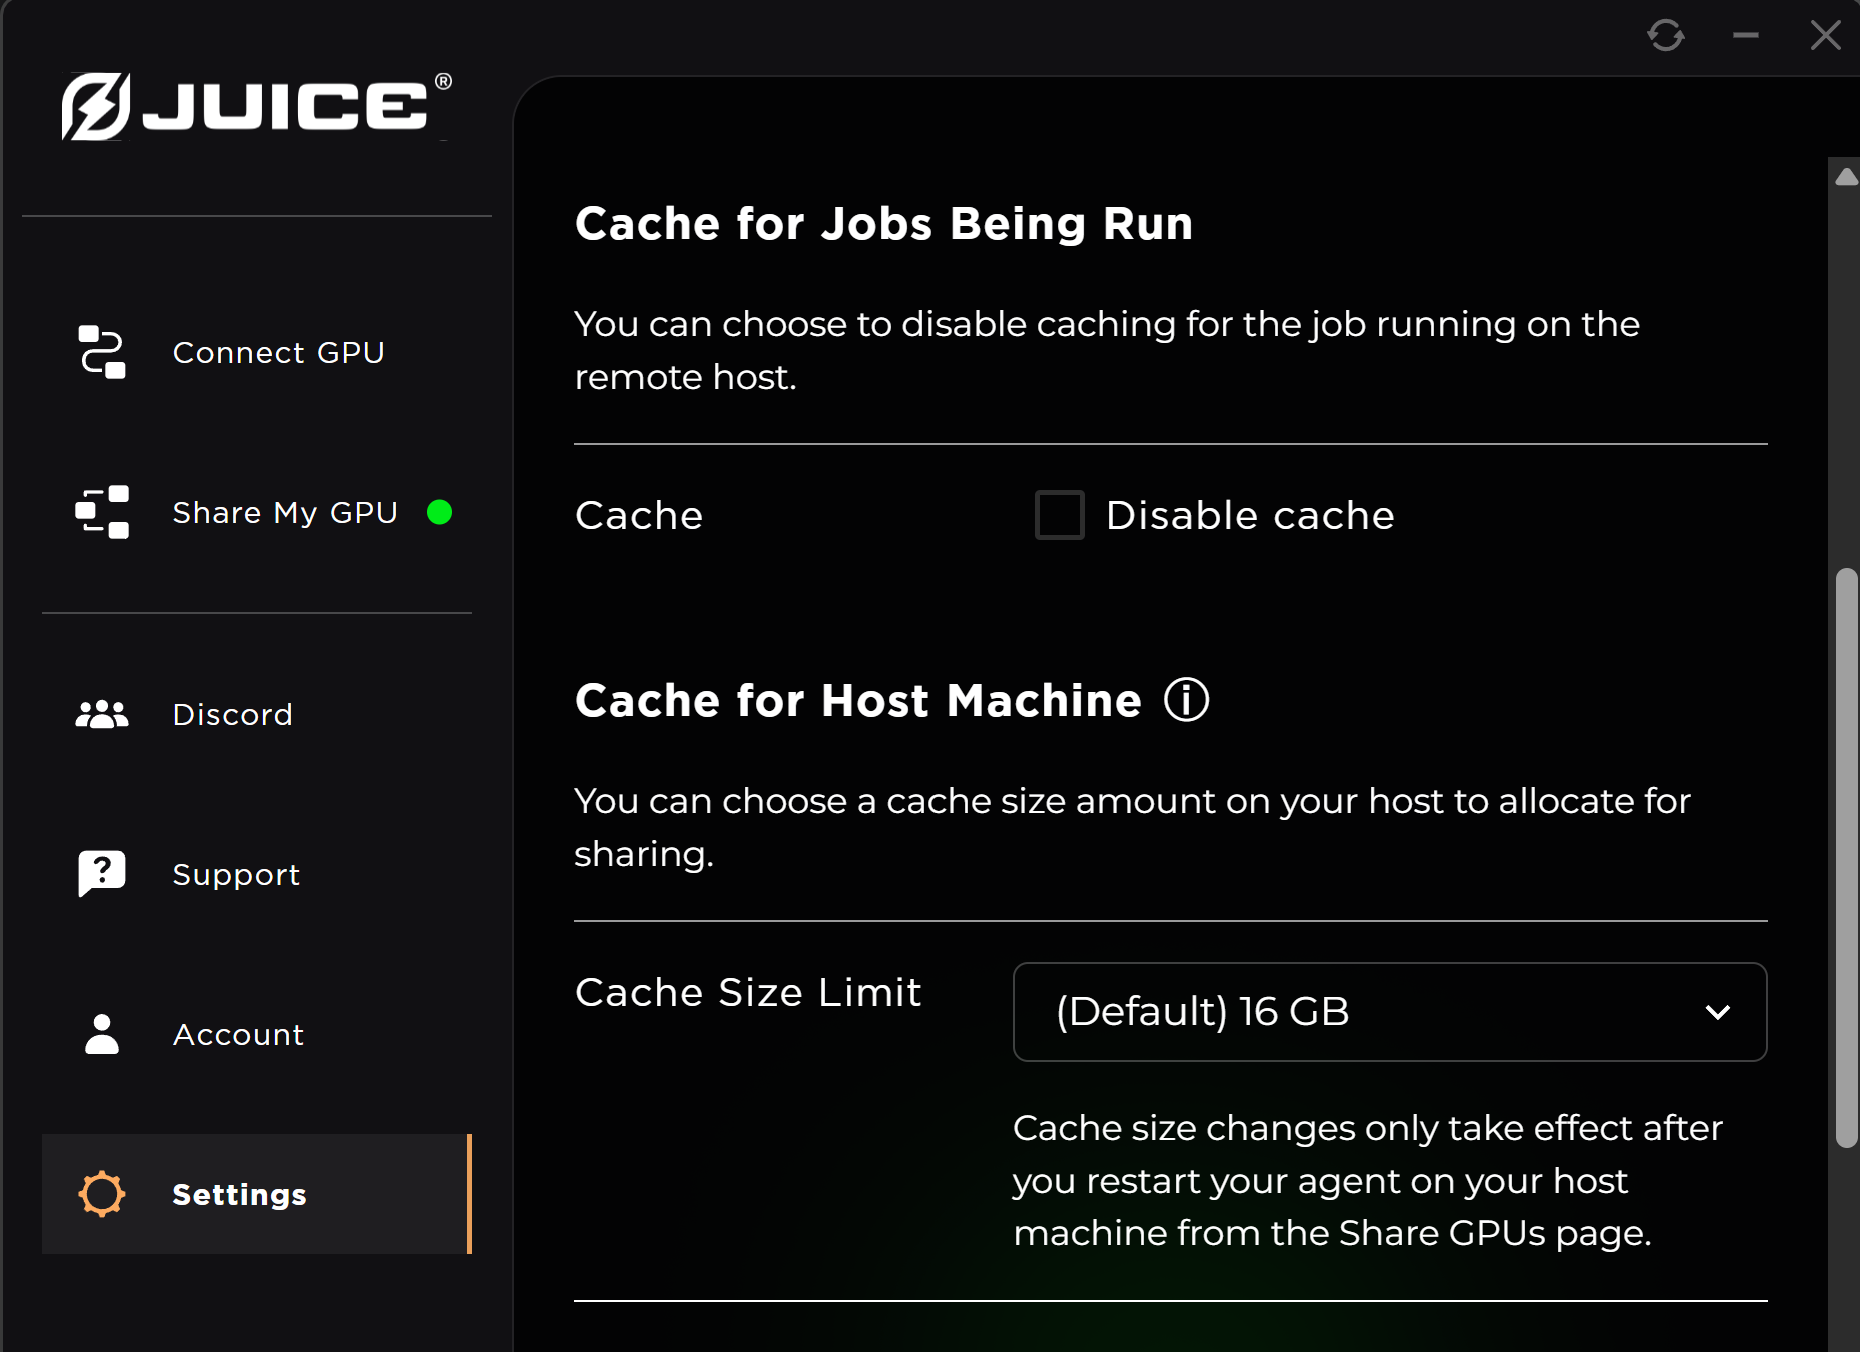 JUICE®
Connect GPU
Share My GPU
Discord
Support
Account
Settings
Cache for Jobs Being Run
You can choose to disable caching for the job running on the
remote host.
Cache
Disable cache
Cache for Host Machine
You can choose a cache size amount on your host to allocate for
sharing.
Cache Size Limit
(Default) 16 GB
Cache size changes only take effect after
you restart your agent on your host
machine from the Share GPUs page.